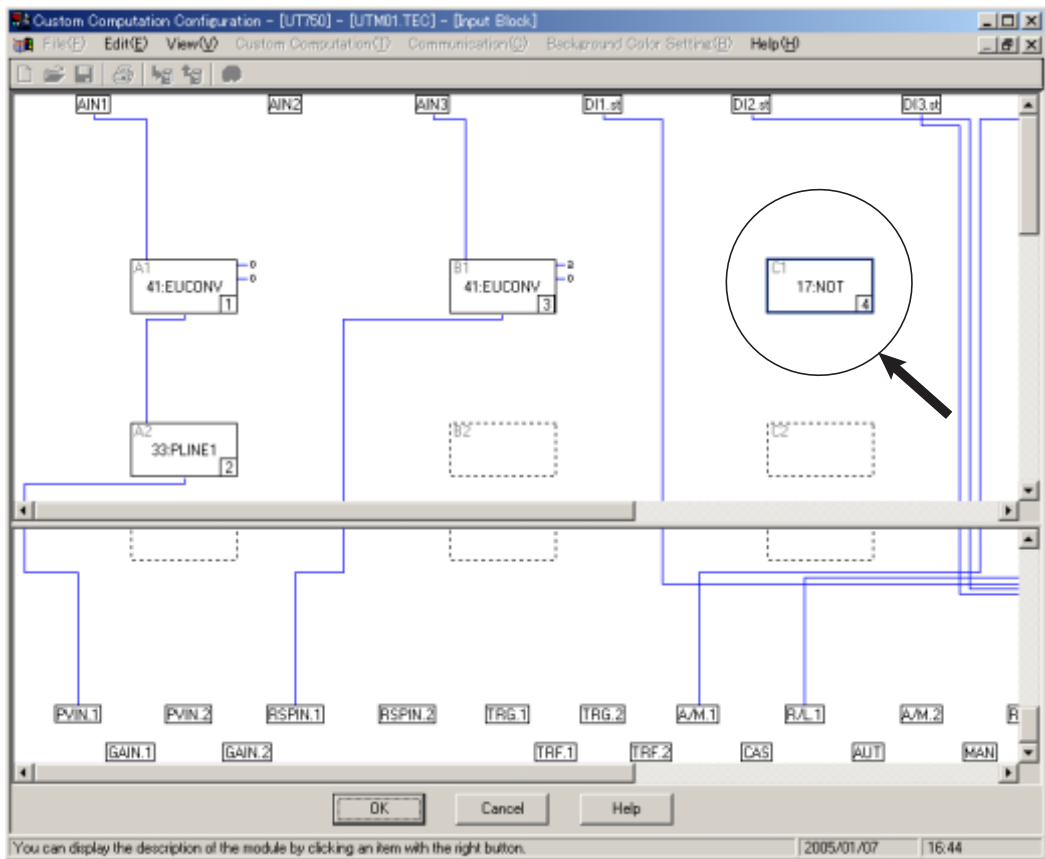 Custom Computation Configuration - [UT750] - [UTM01.TEC] - [Input Block]
File(F) Edit(E) View(V) Custom Computation(T) Communication(C) Background Color Setting(B) Help(H)
AIN1 AIN2 AIN3 DI1.st DI2.st DI3.st
A1 0 B1 2 C1
41:EUCONV 0 41:EUCONV 0 17:NOT
1 3 4
A2 B2 C2
33:PLINE1
2
PVIN.1 PVIN.2 RSPIN.1 RSPIN.2 TRG.1 TRG.2 A/M.1 R/L.1 A/M.2 R
GAIN.1 GAIN.2 TRF.1 TRF.2 CAS AUT MAN
OK Cancel Help
You can display the description of the module by clicking an item with the right button. 2005/01/07 16:44